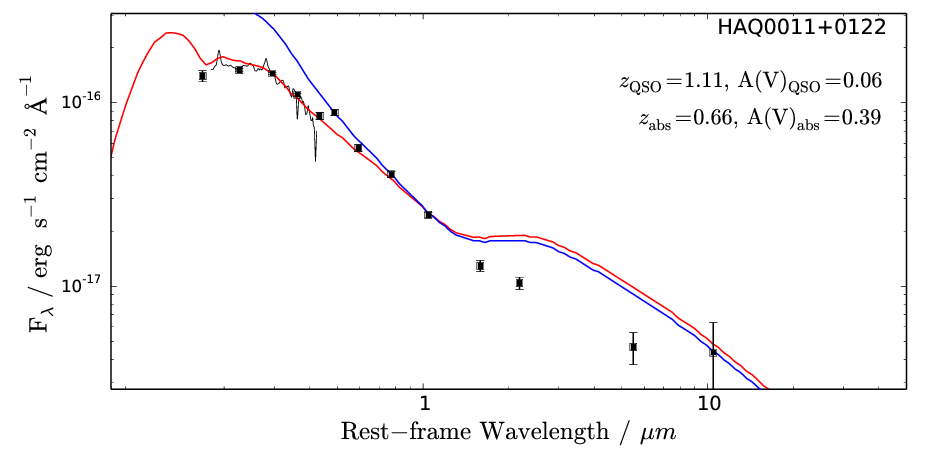 HAQ0011+0122
z_QSO=1.11, A(V)_QSO=0.06
z_abs=0.66, A(V)_abs=0.39
F_λ / erg s^−1 cm^−2 Å^−1
10^-16
10^-17
1 10
Rest−frame Wavelength / μm